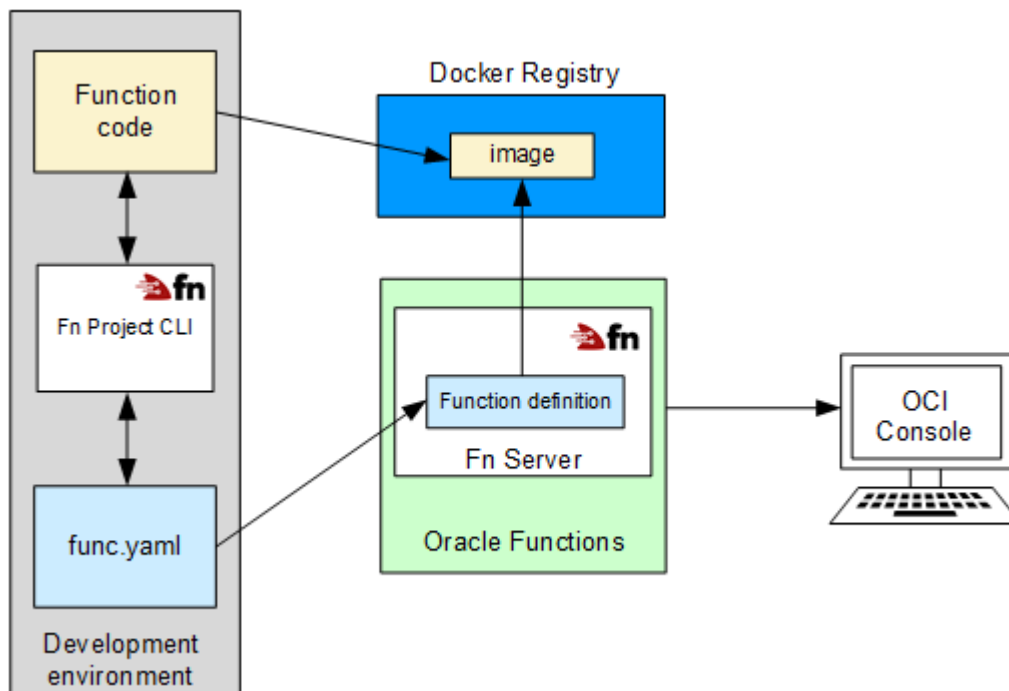 Function
code
Docker Registry
image
fn
Fn Project CLI
fn
Function definition
Fn Server
OCI
Console
func.yaml
Oracle Functions
Development
environment